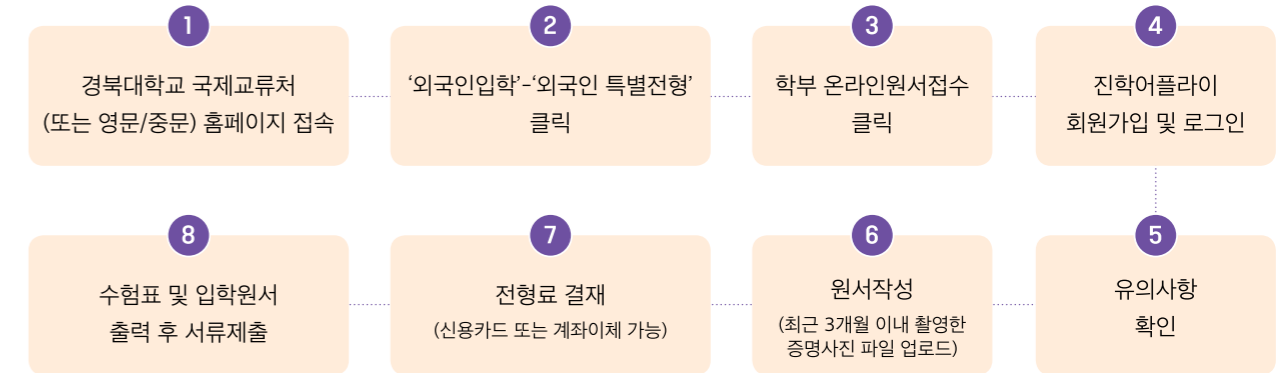 1
경북대학교 국제교류처
(또는 영문/중문) 홈페이지 접속
2
‘외국인입학’-‘외국인 특별전형’
클릭
3
학부 온라인원서접수
클릭
4
진학어플라이
회원가입 및 로그인
5
유의사항
확인
6
원서작성
(최근 3개월 이내 촬영한
증명사진 파일 업로드)
7
전형료 결재
(신용카드 또는 계좌이체 가능)
8
수험표 및 입학원서
출력 후 서류제출